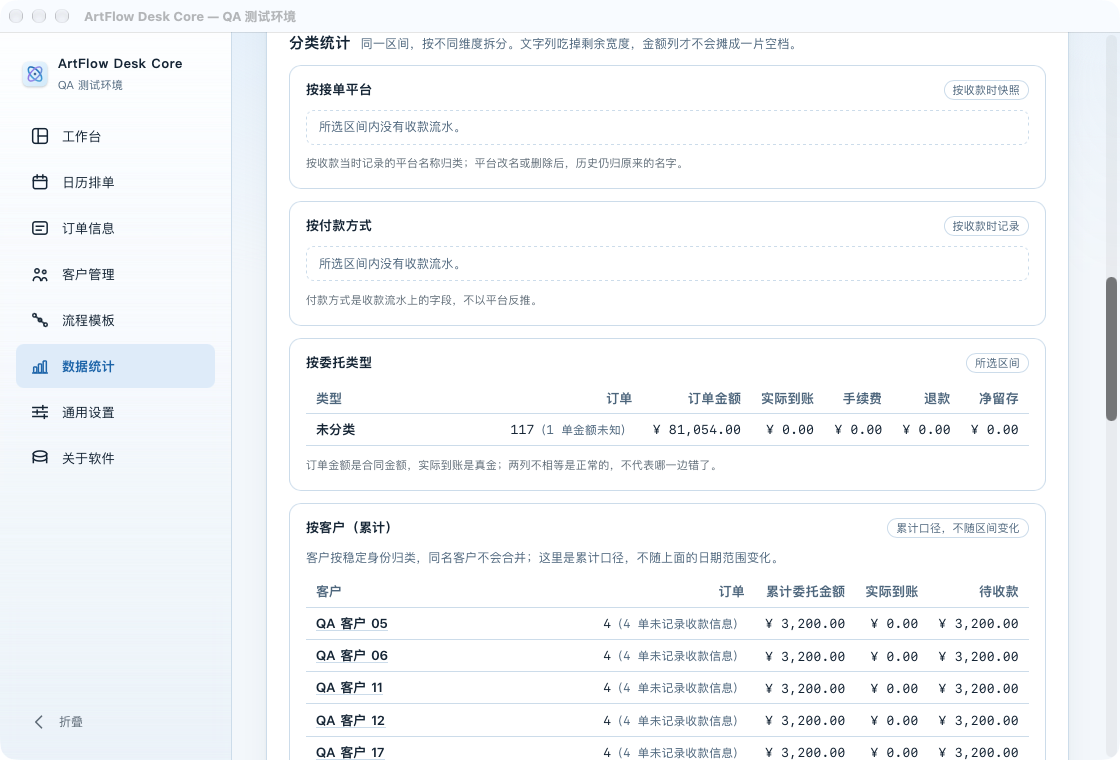 ArtFlow Desk Core — QA 测试环境
ArtFlow Desk Core
QA 测试环境
工作台
日历排单
订单信息
客户管理
流程模板
数据统计
通用设置
关于软件
折叠
分类统计 同一区间，按不同维度拆分。文字列吃掉剩余宽度，金额列才不会摊成一片空档。
按接单平台 按收款时快照
所选区间内没有收款流水。
按收款当时记录的平台名称归类；平台改名或删除后，历史仍归原来的名字。
按付款方式 按收款时记录
所选区间内没有收款流水。
付款方式是收款流水上的字段，不以平台反推。
按委托类型 所选区间
类型 订单 订单金额 实际到账 手续费 退款 净留存
未分类 117 (1 单金额未知) ¥ 81,054.00 ¥ 0.00 ¥ 0.00 ¥ 0.00 ¥ 0.00
订单金额是合同金额，实际到账是真金；两列不相等是正常的，不代表哪一边错了。
按客户（累计） 累计口径，不随区间变化
客户按稳定身份归类，同名客户不会合并；这里是累计口径，不随上面的日期范围变化。
客户 订单 累计委托金额 实际到账 待收款
QA 客户 05 4 (4 单未记录收款信息) ¥ 3,200.00 ¥ 0.00 ¥ 3,200.00
QA 客户 06 4 (4 单未记录收款信息) ¥ 3,200.00 ¥ 0.00 ¥ 3,200.00
QA 客户 11 4 (4 单未记录收款信息) ¥ 3,200.00 ¥ 0.00 ¥ 3,200.00
QA 客户 12 4 (4 单未记录收款信息) ¥ 3,200.00 ¥ 0.00 ¥ 3,200.00
QA 客户 17 4 (4 单未记录收款信息) ¥ 3,200.00 ¥ 0.00 ¥ 3,200.00